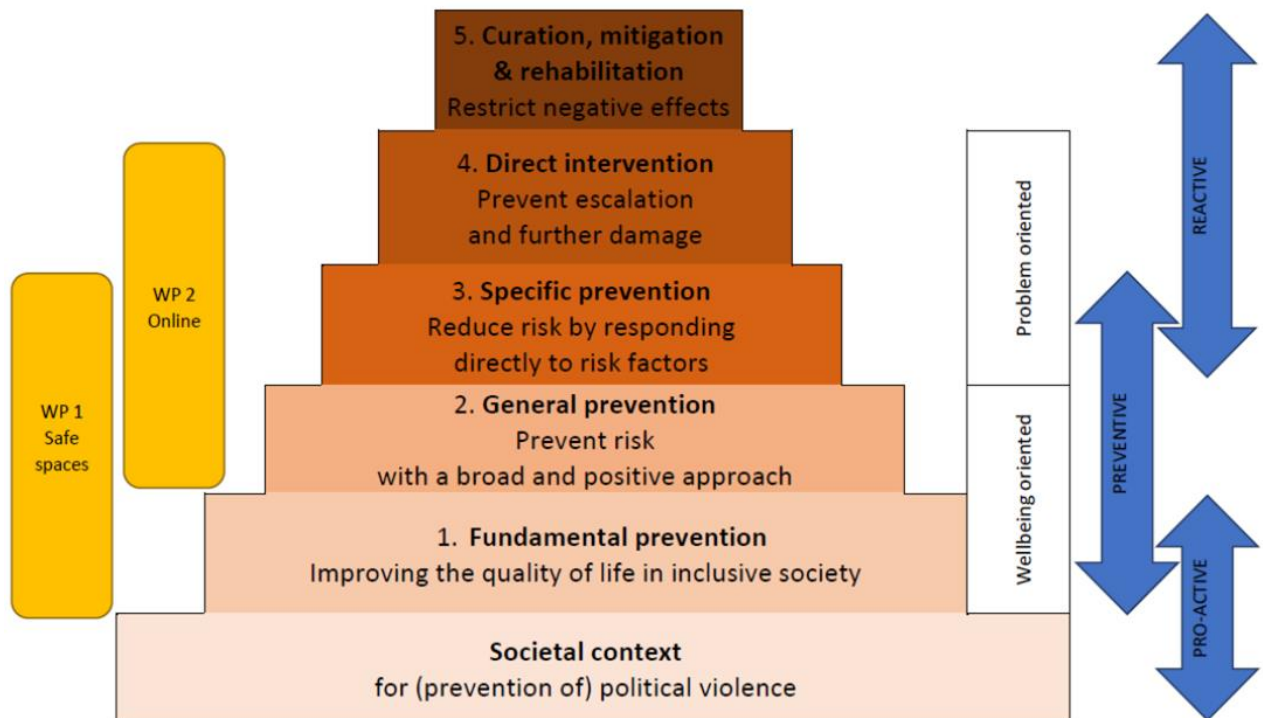 5. Curation, mitigation
& rehabilitation
Restrict negative effects
4. Direct intervention
Prevent escalation
and further damage
3. Specific prevention
Reduce risk by responding
directly to risk factors
2. General prevention
Prevent risk
with a broad and positive approach
1. Fundamental prevention
Improving the quality of life in inclusive society
Societal context
for (prevention of) political violence
WP 1
Safe
spaces
WP 2
Online
Problem oriented
Wellbeing oriented
REACTIVE
PREVENTIVE
PRO-ACTIVE